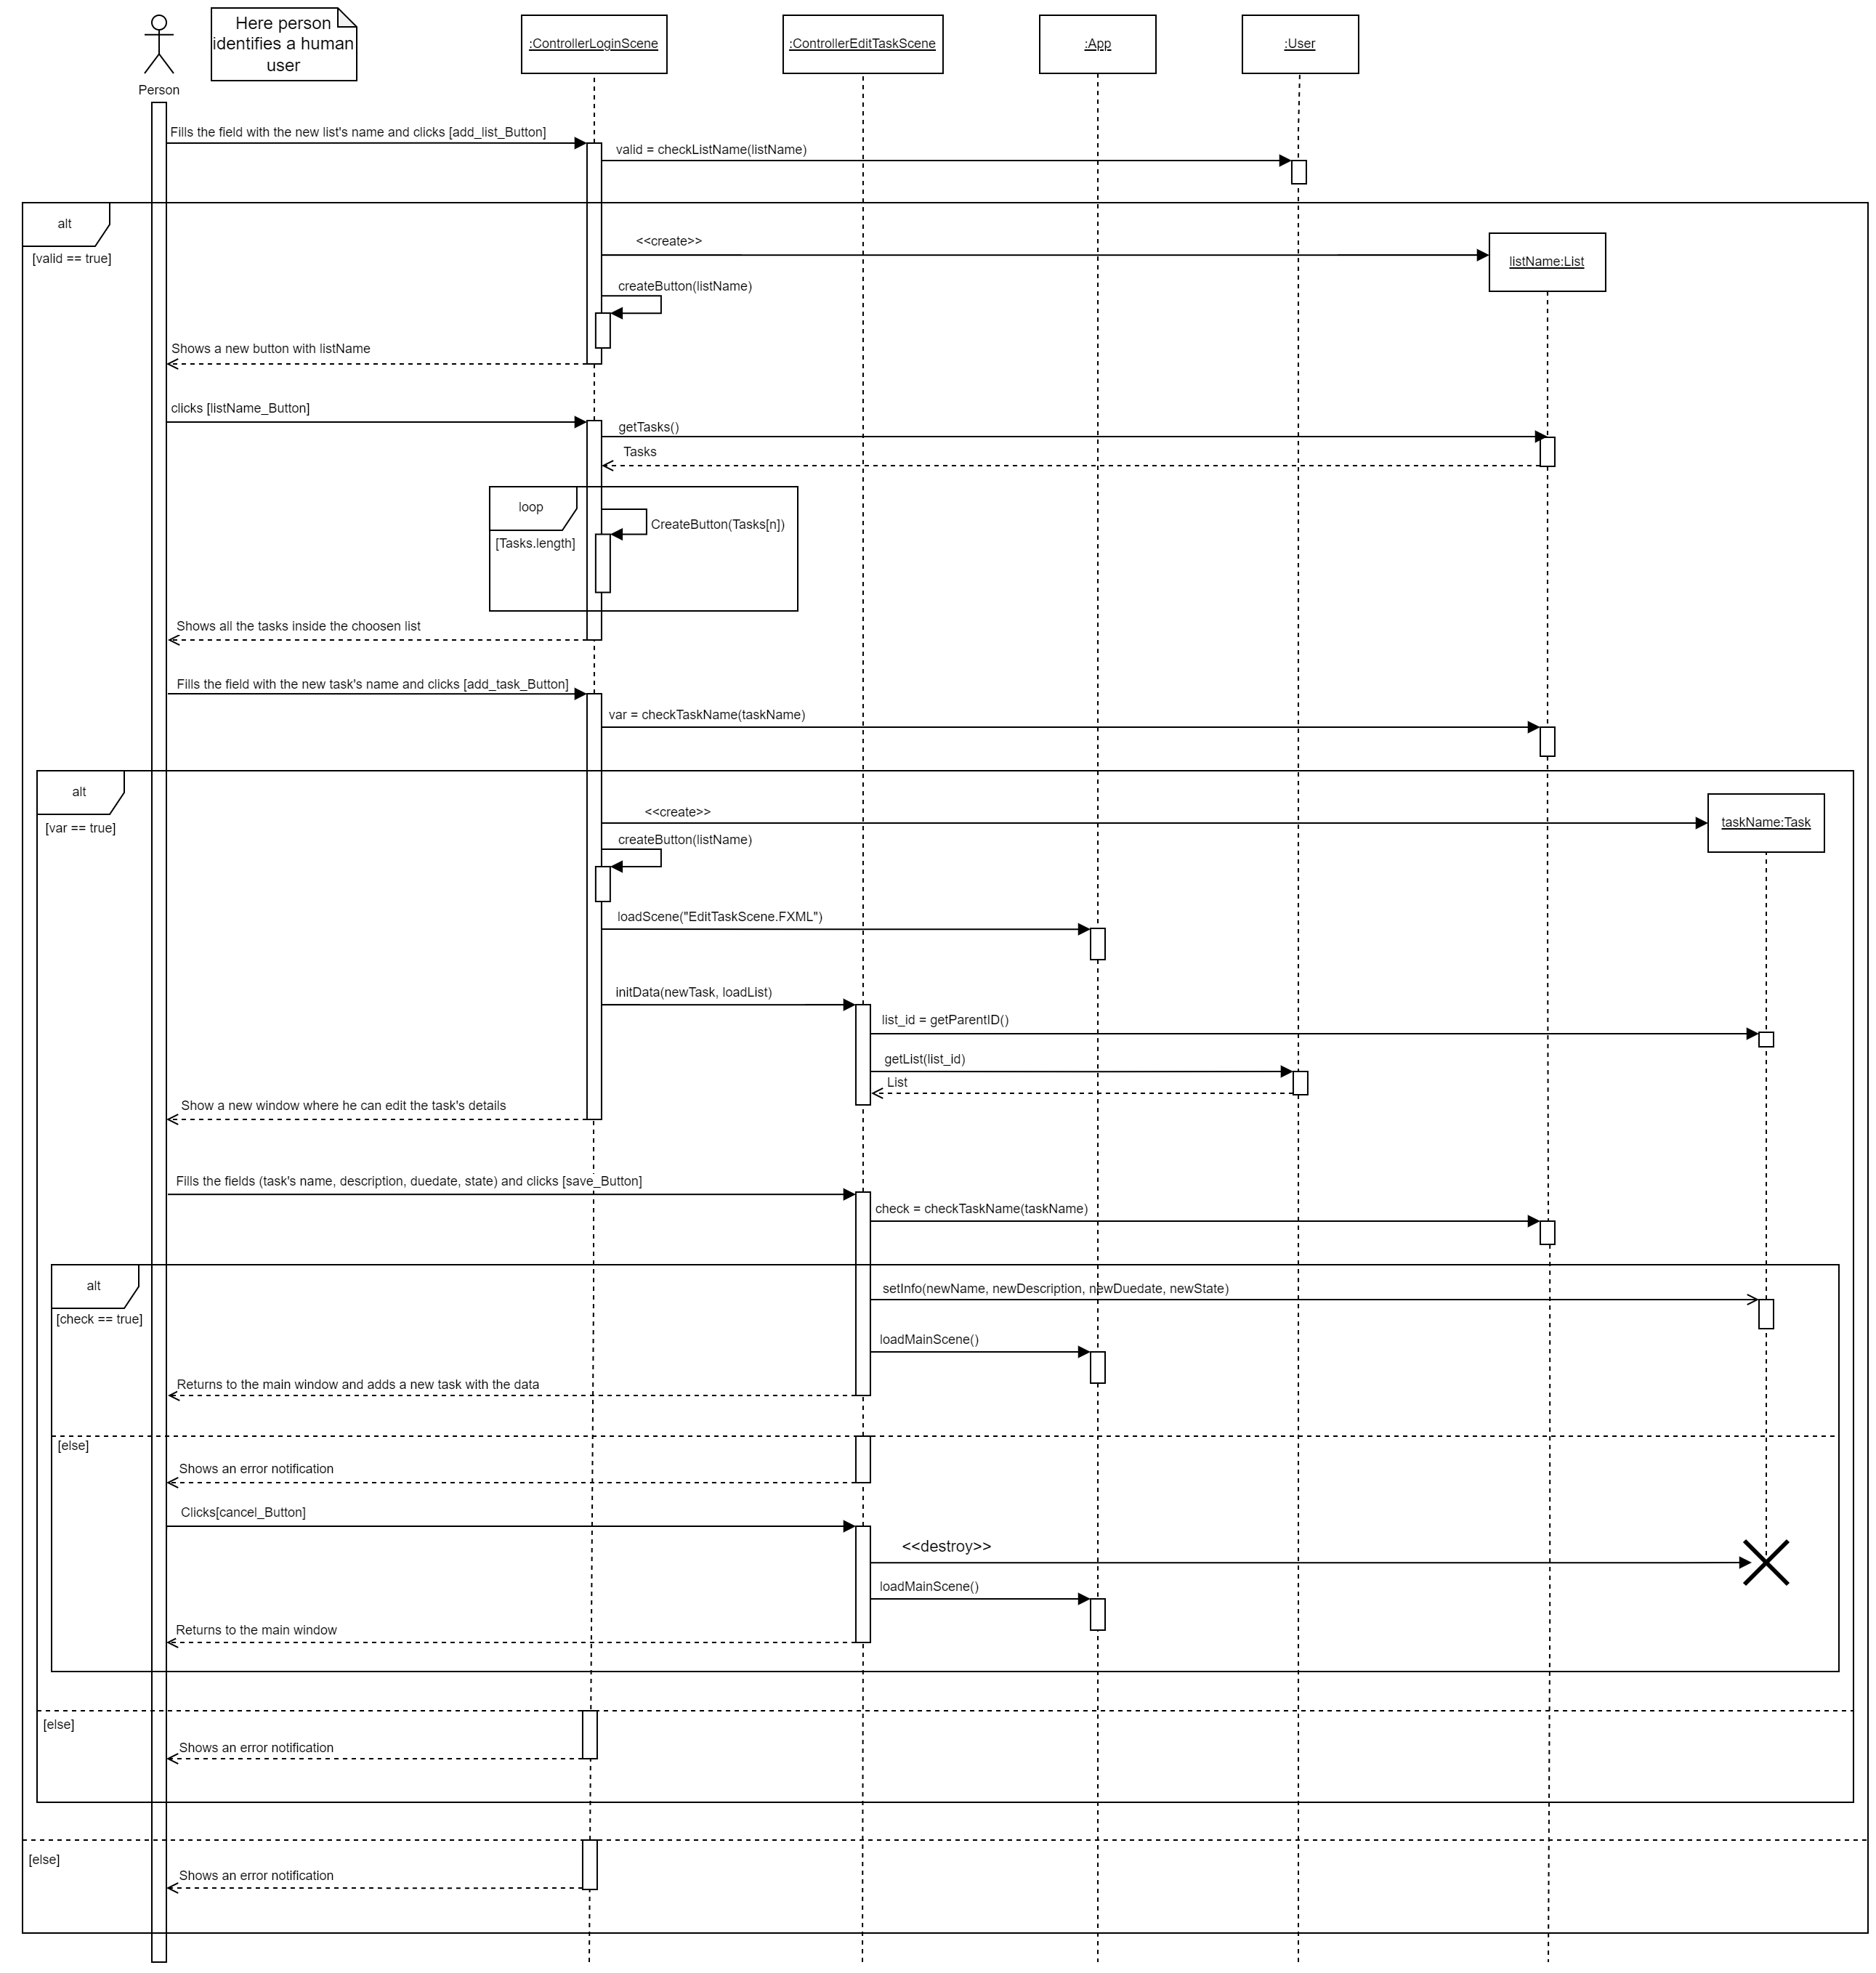 Here person
identifies a human
user
:ControllerLoginScene
:ControllerEditTaskScene
:App
:User
Person
Fills the field with the new list's name and clicks [add_list_Button]
valid = checkListName(listName)
alt
[valid == true]
<<create>>
listName:List
createButton(listName)
Shows a new button with listName
clicks [listName_Button]
getTasks()
Tasks
loop
[Tasks.length]
CreateButton(Tasks[n])
Shows all the tasks inside the choosen list
Fills the field with the new task's name and clicks [add_task_Button]
var = checkTaskName(taskName)
alt
[var == true]
<<create>>
taskName:Task
createButton(listName)
loadScene("EditTaskScene.FXML")
initData(newTask, loadList)
list_id = getParentID()
getList(list_id)
List
Show a new window where he can edit the task's details
Fills the fields (task's name, description, duedate, state) and clicks [save_Button]
check = checkTaskName(taskName)
alt
[check == true]
setInfo(newName, newDescription, newDuedate, newState)
loadMainScene()
Returns to the main window and adds a new task with the data
[else]
Shows an error notification
Clicks[cancel_Button]
<<destroy>>
loadMainScene()
Returns to the main window
[else]
Shows an error notification
[else]
Shows an error notification